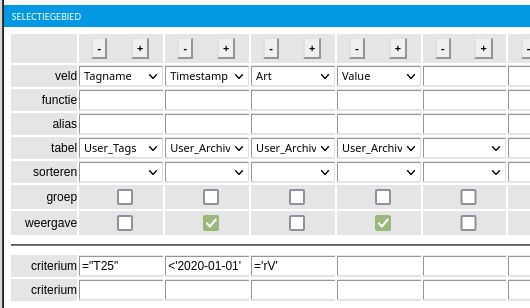 SELECTIEGEBIED
- + - + - + - + - + -
veld Tagname Timestamp Art Value
functie
alias
tabel User_Tags User_Archiv User_Archiv User_Archiv
sorteren
groep
weergave
criterium ="T25" <'2020-01-01' ='rV'
criterium